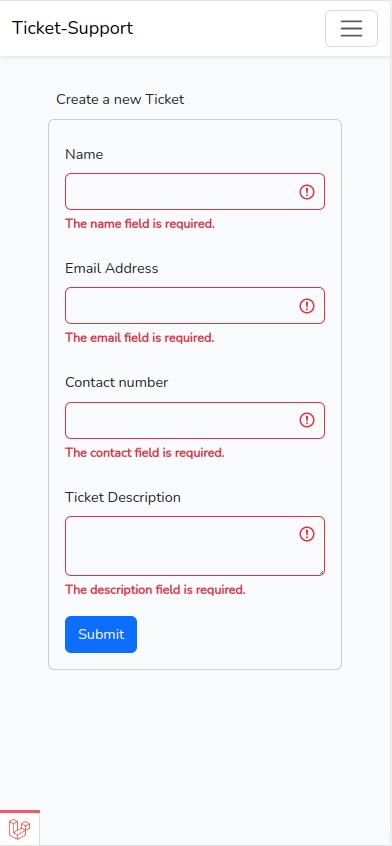 Ticket-Support
Create a new Ticket
Name
The name field is required.
Email Address
The email field is required.
Contact number
The contact field is required.
Ticket Description
The description field is required.
Submit